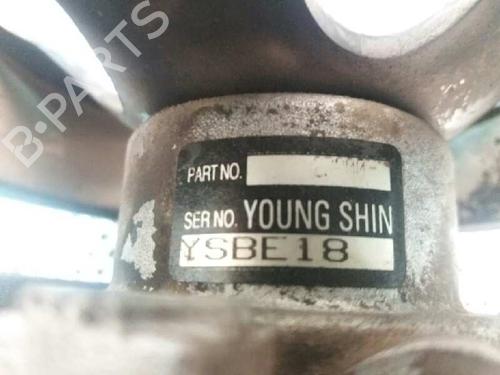 B-PARTS
PART NO.
SER NO. YOUNG SHIN
YSBE18